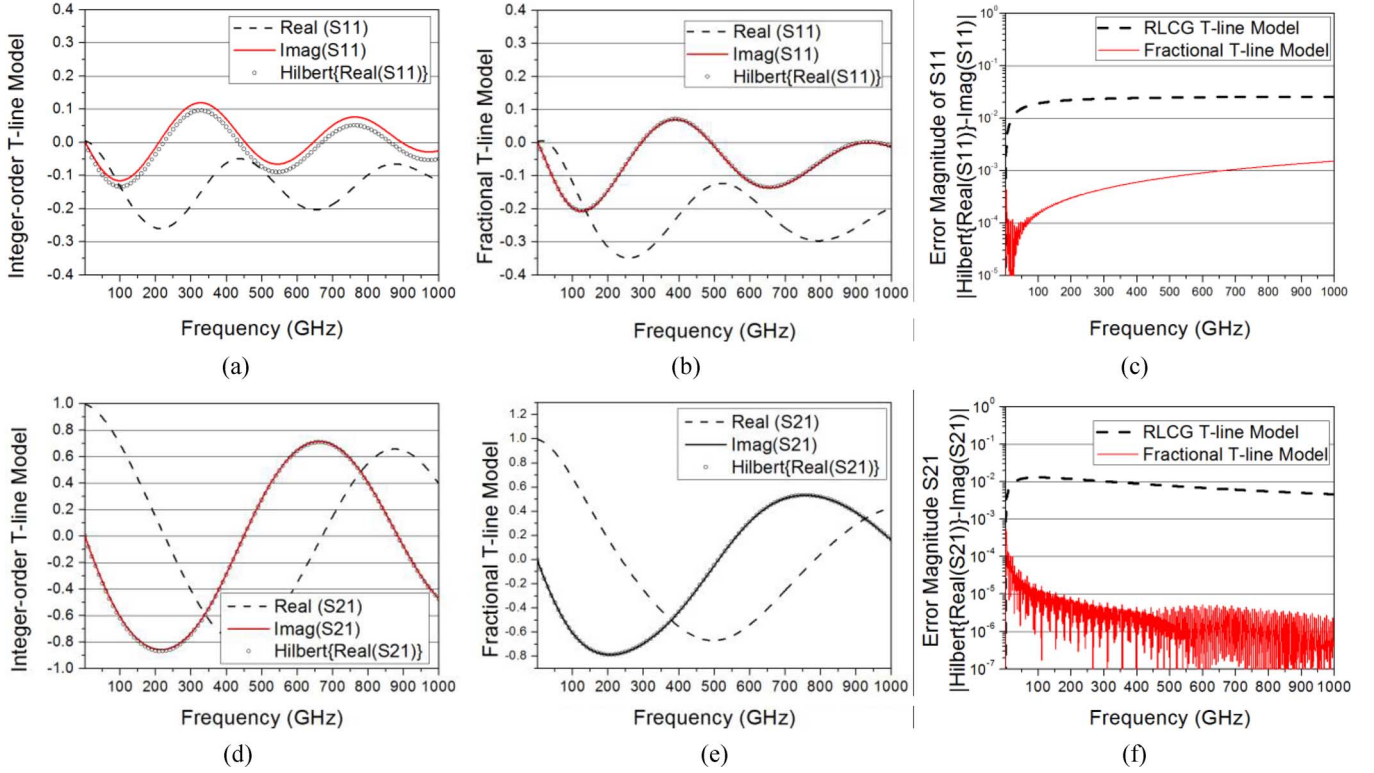 Integer-order T-line Model
0.4
0.3
0.2
0.1
0.0
-0.1
-0.2
-0.3
0.4
Real (S11)
Imag(S11)
Hilbert{Real(S11)}
100 200 300 400 500 600 700 800 900 1000
Frequency (GHz)
(a)
Fractional T-line Model
0.4
0.3
0.2
0.1
0.0
-0.1
-0.2
-0.3
0.4
Real (S11)
Imag(S11)
Hilbert{Real(S11)}
100 200 300 400 500 600 700 800 900 1000
Frequency (GHz)
(b)
Error Magnitude of S11
|Hilbert{Real(S11)}-Imag(S11)|
10^0
10^-1
10^-2
10^-3
10^-4
10^-5
RLCG T-line Model
Fractional T-line Model
100 200 300 400 500 600 700 800 900 1000
Frequency (GHz)
(c)
Integer-order T-line Model
1.0
0.8
0.6
0.4
0.2
0.0
-0.2
-0.4
-0.6
-0.8
-1.0
Real (S21)
Imag(S21)
Hilbert{Real(S21)}
100 200 300 400 500 600 700 800 900 1000
Frequency (GHz)
(d)
Fractional T-line Model
1.2
1.0
0.8
0.6
0.4
0.2
0.0
-0.2
-0.4
-0.6
-0.8
Real (S21)
Imag(S21)
Hilbert{Real(S21)}
100 200 300 400 500 600 700 800 900 1000
Frequency (GHz)
(e)
Error Magnitude S21
|Hilbert{Real(S21)}-Imag(S21)|
10^0
10^-1
10^-2
10^-3
10^-4
10^-5
10^-6
10^-7
RLCG T-line Model
Fractional T-line Model
100 200 300 400 500 600 700 800 900 1000
Frequency (GHz)
(f)